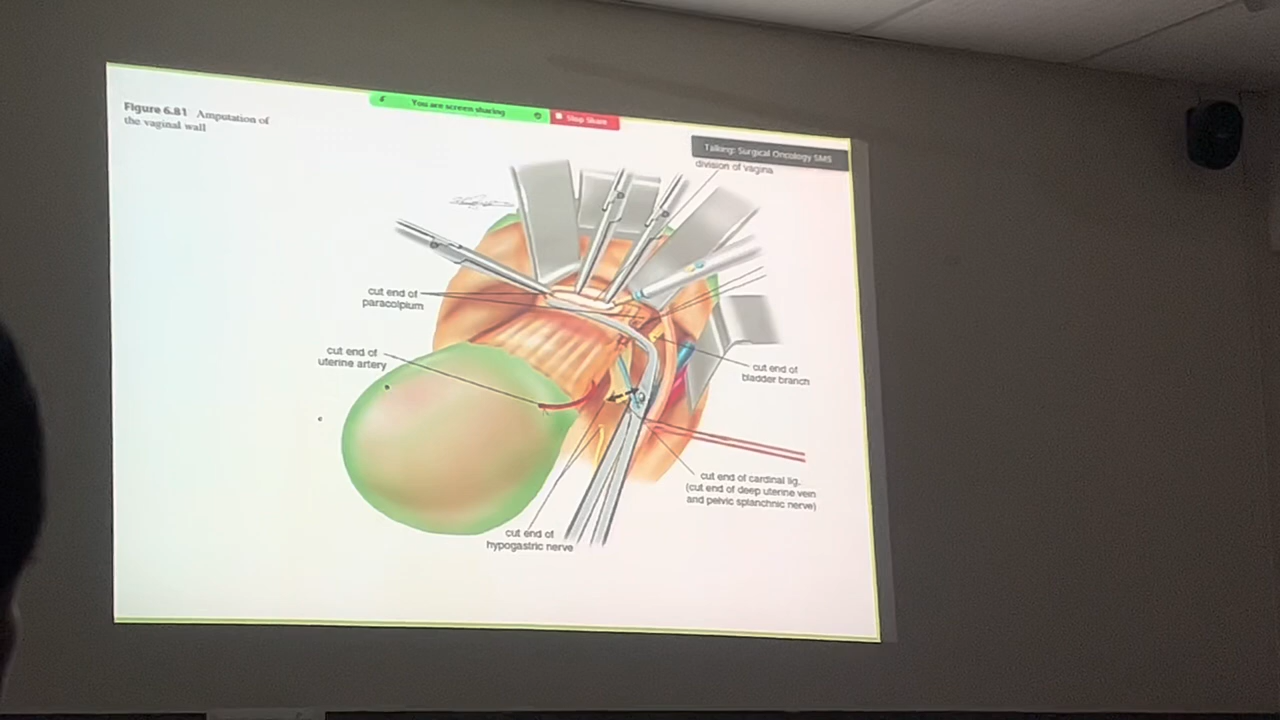 Figure 6.81 Amputation of
the vaginal wall
You are screen sharing
Stop Share
Talking: Surgical Oncology SMS
division of vagina
cut end of
paracolpium
cut end of
uterine artery
cut end of
bladder branch
cut end of cardinal lig.
(cut end of deep uterine vein
and pelvic splanchnic nerve)
cut end of
hypogastric nerve